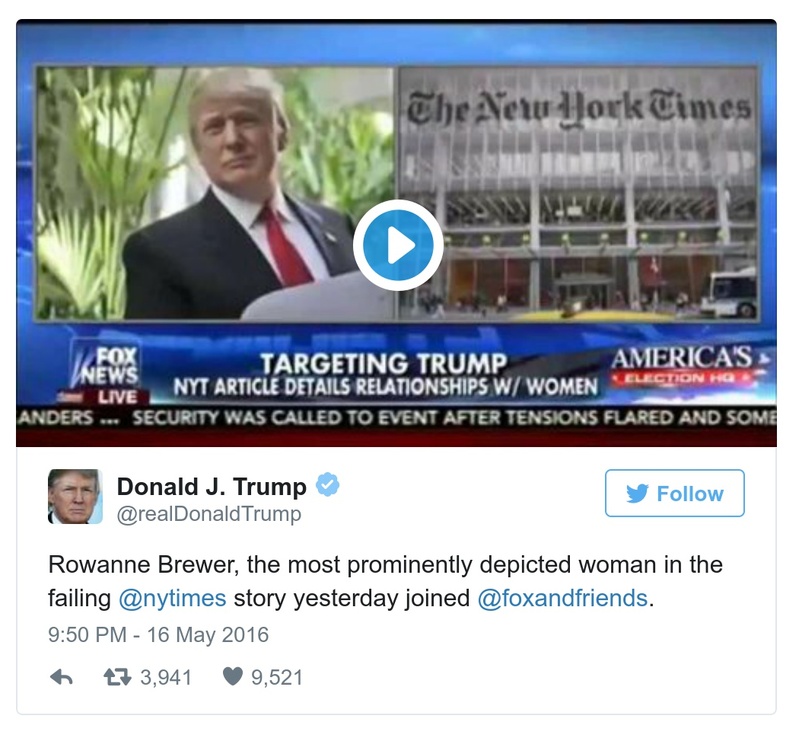 The New York Times
FOX
NEWS
LIVE
TARGETING TRUMP
NYT ARTICLE DETAILS RELATIONSHIPS W/ WOMEN
AMERICA'S
ELECTION HQ
ANDERS ... SECURITY WAS CALLED TO EVENT AFTER TENSIONS FLARED AND SOME
Donald J. Trump
@realDonaldTrump
Follow
Rowanne Brewer, the most prominently depicted woman in the
failing @nytimes story yesterday joined @foxandfriends.
9:50 PM - 16 May 2016
3,941 9,521